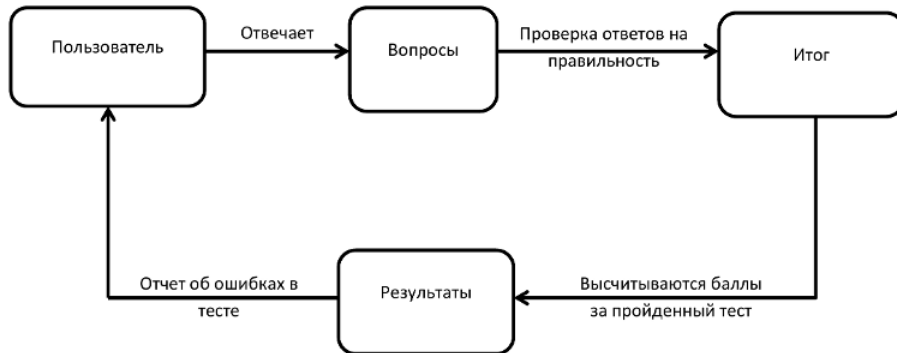 Пользователь
Отвечает
Вопросы
Проверка ответов на
правильность
Итог
Отчет об ошибках в
тесте
Результаты
Высчитываются баллы
за пройденный тест